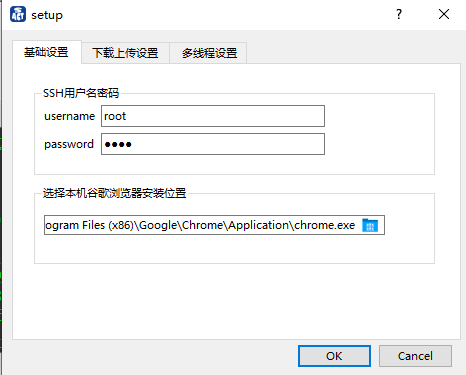 setup
基础设置
下载上传设置
多线程设置
SSH用户名密码
username root
password ●●●●
选择本机谷歌浏览器安装位置
ogram Files (x86)\Google\Chrome\Application\chrome.exe
OK
Cancel